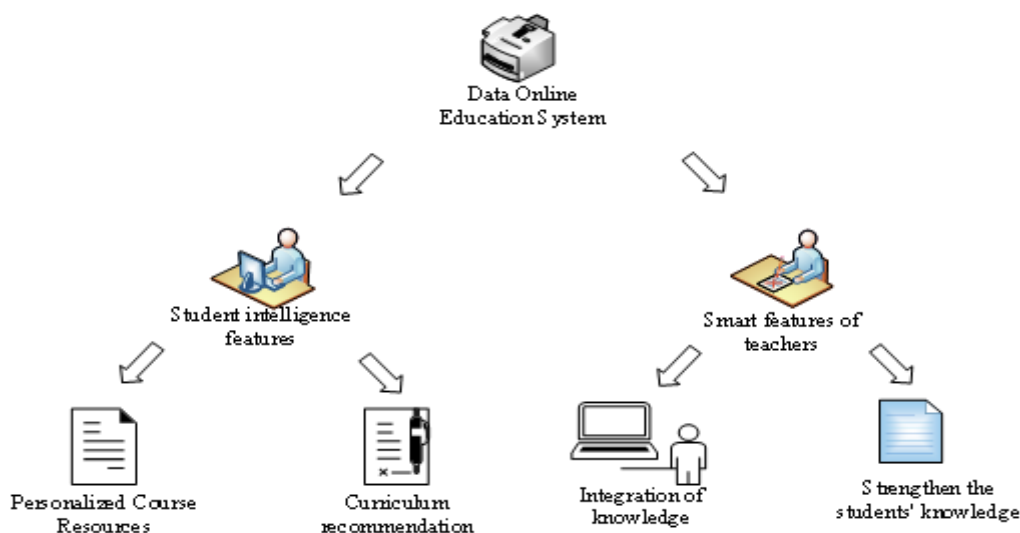 Data Online
Education System
Student intelligence
features
Smart features of
teachers
Personalized Course
Resources
Curriculum
recommendation
Integration of
knowledge
Strengthen the
students' knowledge